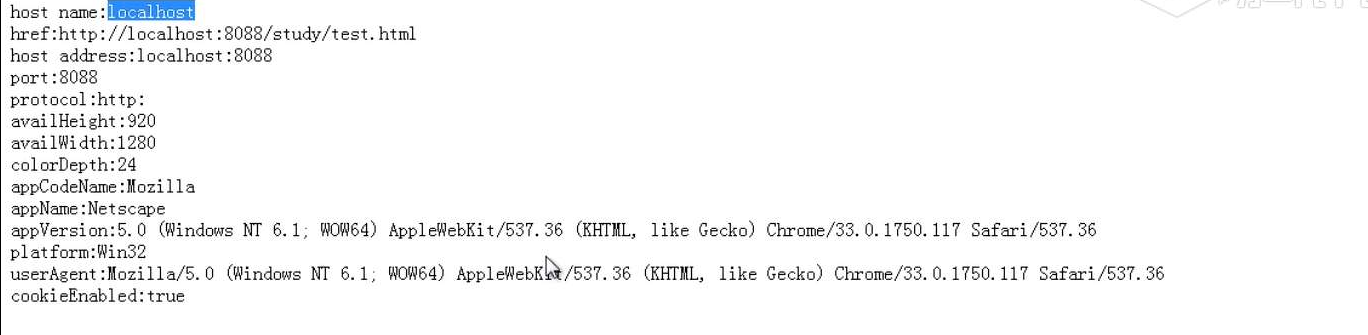 host name:localhost
href:http://localhost:8088/study/test.html
host address:localhost:8088
port:8088
protocol:http:
availHeight:920
availWidth:1280
colorDepth:24
appCodeName:Mozilla
appName:Netscape
appVersion:5.0 (Windows NT 6.1; WOW64) AppleWebKit/537.36 (KHTML, like Gecko) Chrome/33.0.1750.117 Safari/537.36
platform:Win32
userAgent:Mozilla/5.0 (Windows NT 6.1; WOW64) AppleWebKit/537.36 (KHTML, like Gecko) Chrome/33.0.1750.117 Safari/537.36
cookieEnabled:true